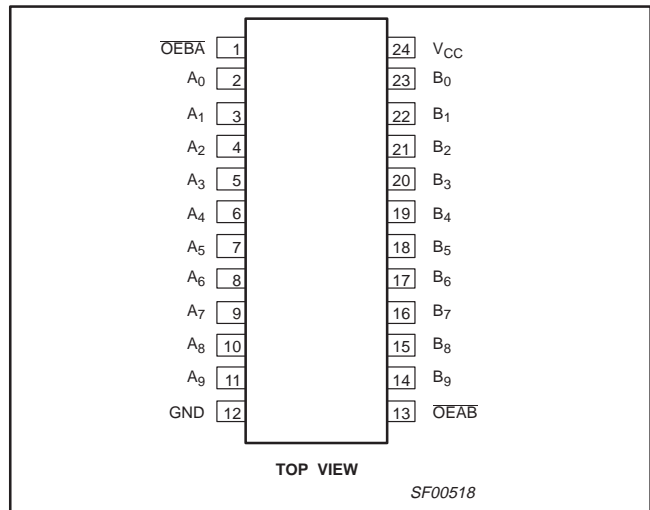 OEBA 1 24 VCC
A0 2 23 B0
A1 3 22 B1
A2 4 21 B2
A3 5 20 B3
A4 6 19 B4
A5 7 18 B5
A6 8 17 B6
A7 9 16 B7
A8 10 15 B8
A9 11 14 B9
GND 12 13 OEAB
TOP VIEW
SF00518